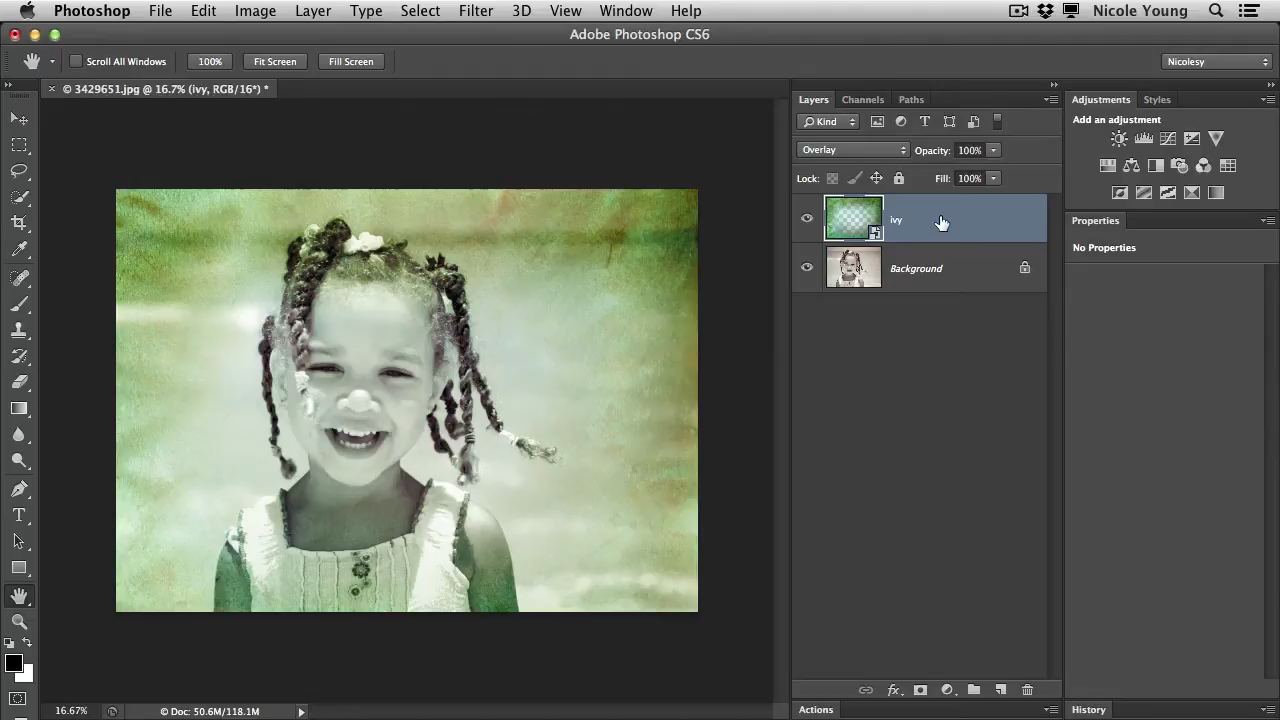 Photoshop File Edit Image Layer Type Select Filter 3D View Window Help Nicole Young
Adobe Photoshop CS6
Scroll All Windows 100% Fit Screen Fill Screen Nicolesy
© 3429651.jpg @ 16.7% (ivy, RGB/16*) *
Layers Channels Paths
Adjustments Styles
Kind
Add an adjustment
Overlay Opacity: 100%
Lock: Fill: 100%
ivy
Properties
No Properties
Background
16.67% © Doc: 50.6M/118.1M
Actions
History